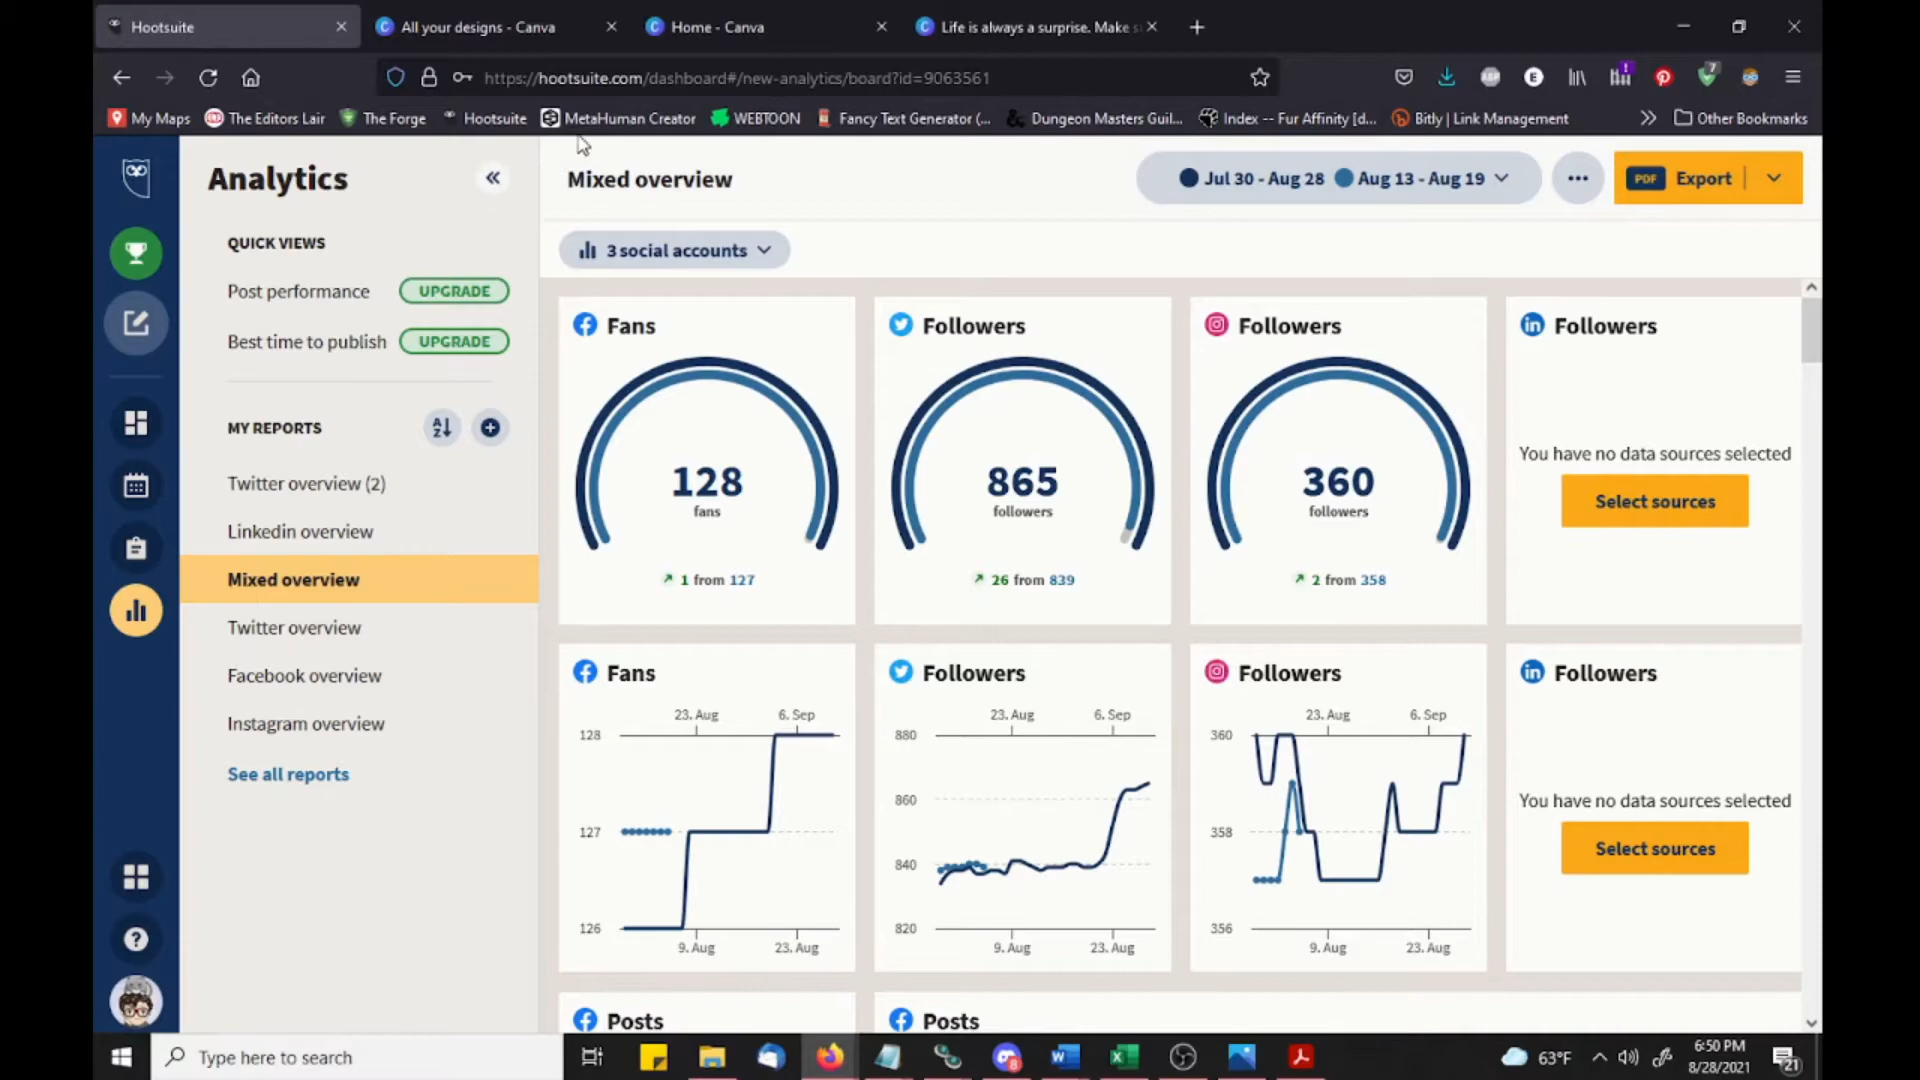 Hootsuite
All your designs - Canva
Home - Canva
Life is always a surprise. Make s
https://hootsuite.com/dashboard#/new-analytics/board?id=9063561
7
My Maps
The Editors Lair
The Forge
Hootsuite
MetaHuman Creator
WEBTOON
Fancy Text Generator (...
Dungeon Masters Guil...
Index -- Fur Affinity [d...
Bitly | Link Management
Other Bookmarks
Analytics
QUICK VIEWS
Post performance UPGRADE
Best time to publish UPGRADE
MY REPORTS
Twitter overview (2)
Linkedin overview
Mixed overview
Twitter overview
Facebook overview
Instagram overview
See all reports
Mixed overview
Jul 30 - Aug 28 Aug 13 - Aug 19
PDF Export
3 social accounts
Fans
128
fans
1 from 127
Followers
865
followers
26 from 839
Followers
360
followers
2 from 358
Followers
You have no data sources selected
Select sources
Fans
23. Aug 6. Sep
128
127
126
9. Aug 23. Aug
Followers
23. Aug 6. Sep
880
860
840
820
9. Aug 23. Aug
Followers
23. Aug 6. Sep
360
358
356
9. Aug 23. Aug
Followers
You have no data sources selected
Select sources
Posts
Posts
Type here to search
63°F
6:50 PM
8/28/2021
21